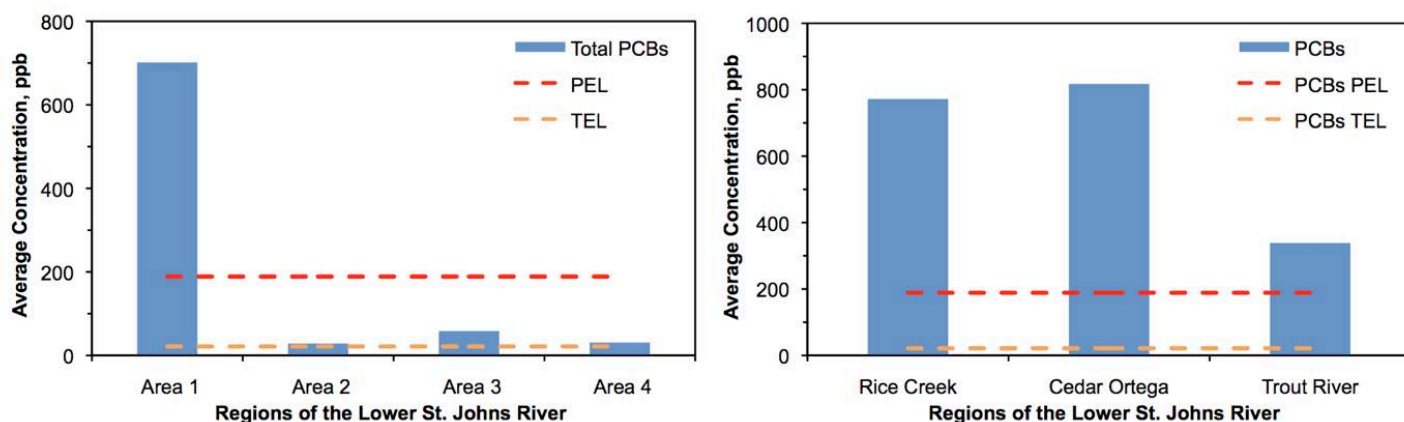 800
600
400
200
0
Average Concentration, ppb
Total PCBs
PEL
TEL
Area 1 Area 2 Area 3 Area 4
Regions of the Lower St. Johns River
1000
800
600
400
200
0
Average Concentration, ppb
PCBs
PCBs PEL
PCBs TEL
Rice Creek Cedar Ortega Trout River
Regions of the Lower St. Johns River